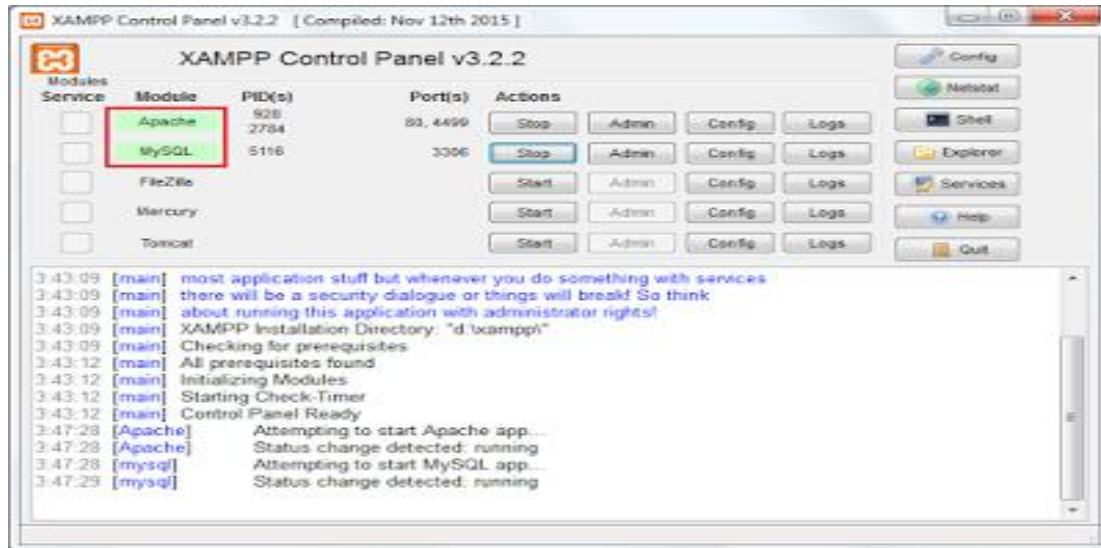 XAMPP Control Panel v3.2.2 [Compiled: Nov 12th 2015]
XAMPP Control Panel v3.2.2
Config
Modules
Service Module PID(s) Port(s) Actions
Netstat
Apache 928 2784 80, 4499 Stop Admin Config Logs
Shell
MySQL 5116 3306 Stop Admin Config Logs
Explorer
FileZilla Start Admin Config Logs
Services
Mercury Start Admin Config Logs
Help
Tomcat Start Admin Config Logs
Quit
3:43:09 [main] most application stuff but whenever you do something with services
3:43:09 [main] there will be a security dialogue or things will break! So think
3:43:09 [main] about running this application with administrator rights!
3:43:09 [main] XAMPP Installation Directory: "d:\xampp\"
3:43:09 [main] Checking for prerequisites
3:43:12 [main] All prerequisites found
3:43:12 [main] Initializing Modules
3:43:12 [main] Starting Check-Timer
3:43:12 [main] Control Panel Ready
3:47:28 [Apache] Attempting to start Apache app...
3:47:28 [Apache] Status change detected: running
3:47:28 [mysql] Attempting to start MySQL app...
3:47:29 [mysql] Status change detected: running